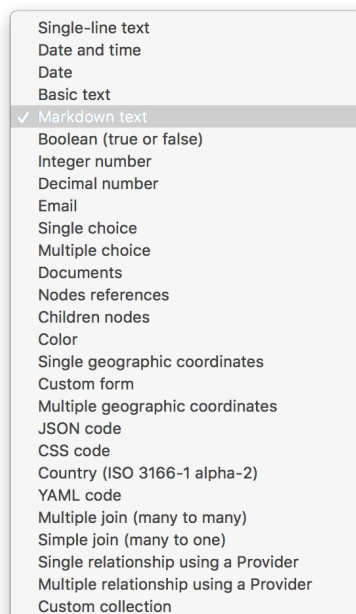 Single-line text
Date and time
Date
Basic text
Markdown text
Boolean (true or false)
Integer number
Decimal number
Email
Single choice
Multiple choice
Documents
Nodes references
Children nodes
Color
Single geographic coordinates
Custom form
Multiple geographic coordinates
JSON code
CSS code
Country (ISO 3166-1 alpha-2)
YAML code
Multiple join (many to many)
Simple join (many to one)
Single relationship using a Provider
Multiple relationship using a Provider
Custom collection